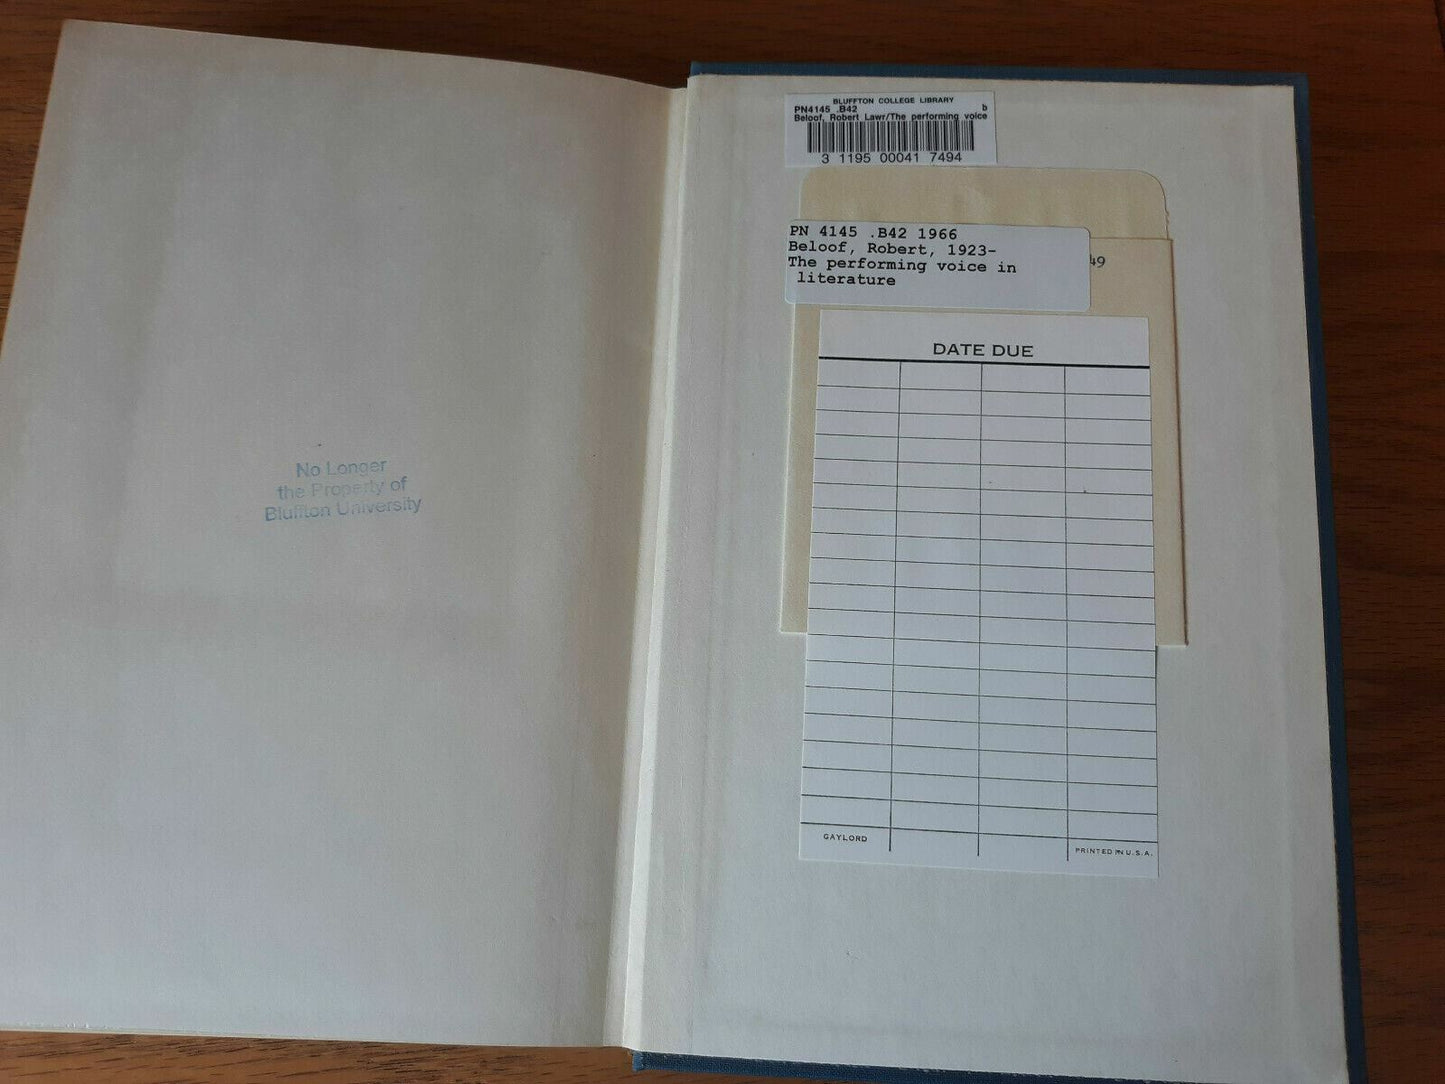 No Longer
the Property of
Bluffton University
BLUFFTON COLLEGE LIBRARY
PN4145 .B42 b
Beloof, Robert Lawr/The performing voice
3 1195 00041 7494
PN 4145 .B42 1966
Beloof, Robert, 1923-
The performing voice in
literature
49
DATE DUE
GAYLORD
PRINTED IN U.S.A.